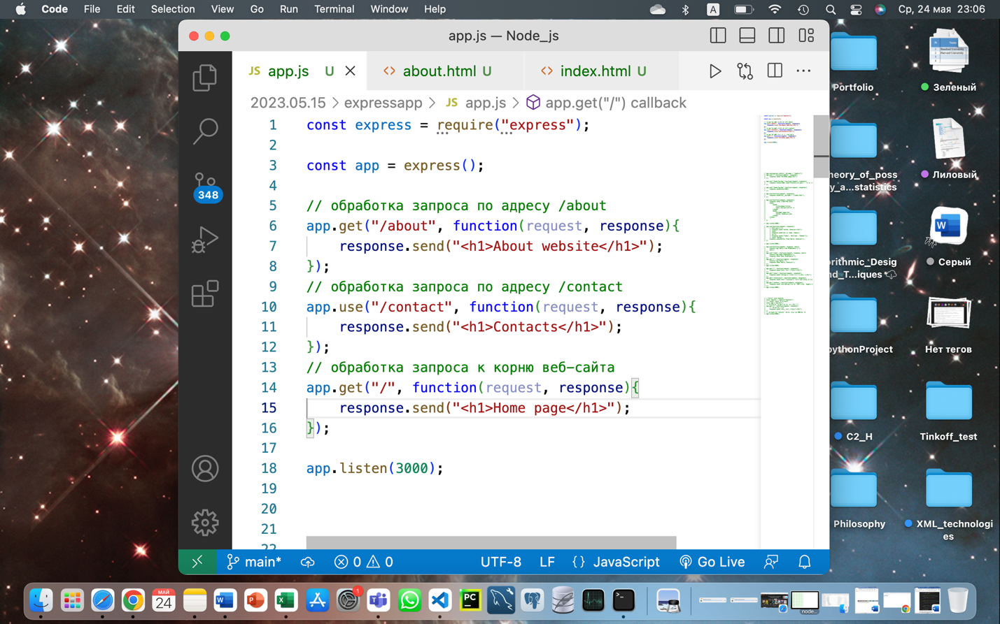 Code File Edit Selection View Go Run Terminal Window Help A Ср, 24 мая 23:06
app.js — Node_js
JS app.js U <> about.html U <> index.html U
2023.05.15 > expressapp > JS app.js > app.get("/") callback
1 const express = require("express");
2
3 const app = express();
4
5 // обработка запроса по адресу /about
6 app.get("/about", function(request, response){
7 response.send("<h1>About website</h1>");
8 });
9 // обработка запроса по адресу /contact
10 app.use("/contact", function(request, response){
11 response.send("<h1>Contacts</h1>");
12 });
13 // обработка запроса к корню веб-сайта
14 app.get("/", function(request, response){
15 response.send("<h1>Home page</h1>");
16 });
17
18 app.listen(3000);
19
20
21
22
348
main* 0 0 UTF-8 LF {} JavaScript Go Live
Portfolio
Зеленый
heory_of_poss
y_a...statistics
Лиловый
rithmic_Desig
nd_T...iques
Серый
pythonProject
Нет тегов
C2_H
Tinkoff_test
Philosophy
XML_technologi
es
МАЙ
24
W
P
X
1
PC
>_
node...